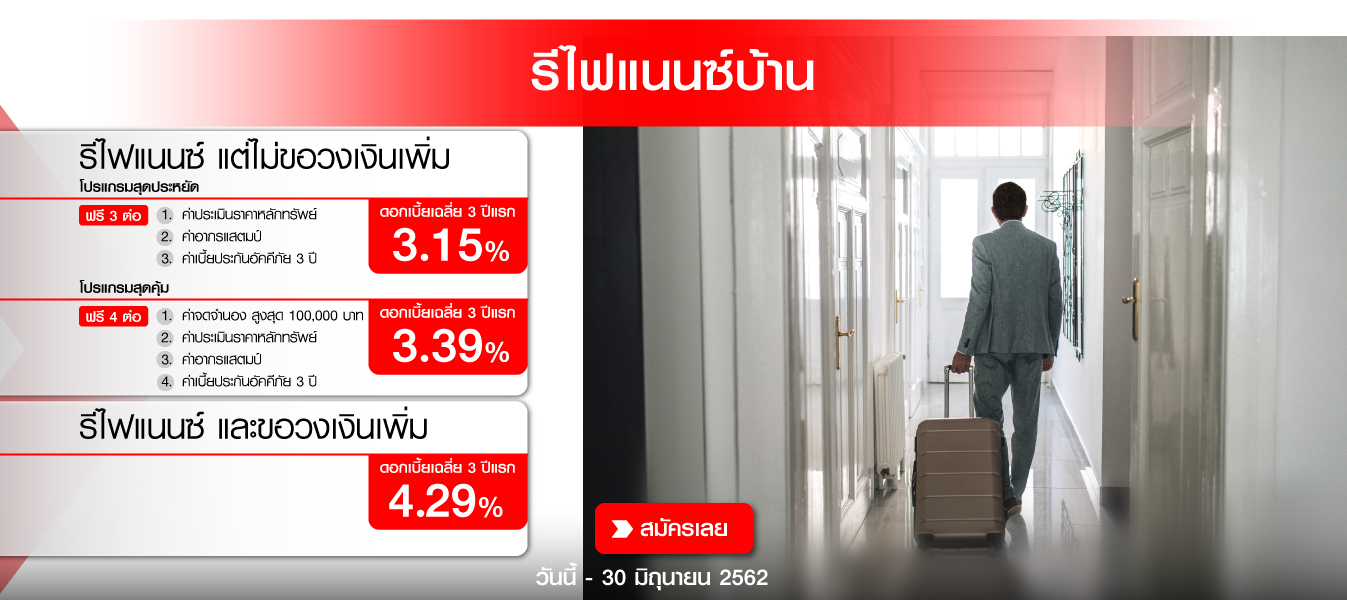 รีไฟแนนซ์บ้าน
รีไฟแนนซ์ แต่ไม่ขอวงเงินเพิ่ม
โปรแกรมสุดประหยัด
ฟรี 3 ต่อ
1. ค่าประเมินราคาหลักทรัพย์
2. ค่าอากรแสตมป์
3. ค่าเบี้ยประกันอัคคีภัย 3 ปี
ดอกเบี้ยเฉลี่ย 3 ปีแรก
3.15%
โปรแกรมสุดคุ้ม
ฟรี 4 ต่อ
1. ค่าจดจำนอง สูงสุด 100,000 บาท
2. ค่าประเมินราคาหลักทรัพย์
3. ค่าอากรแสตมป์
4. ค่าเบี้ยประกันอัคคีภัย 3 ปี
ดอกเบี้ยเฉลี่ย 3 ปีแรก
3.39%
รีไฟแนนซ์ และขอวงเงินเพิ่ม
ดอกเบี้ยเฉลี่ย 3 ปีแรก
4.29%
สมัครเลย
วันนี้ - 30 มิถุนายน 2562